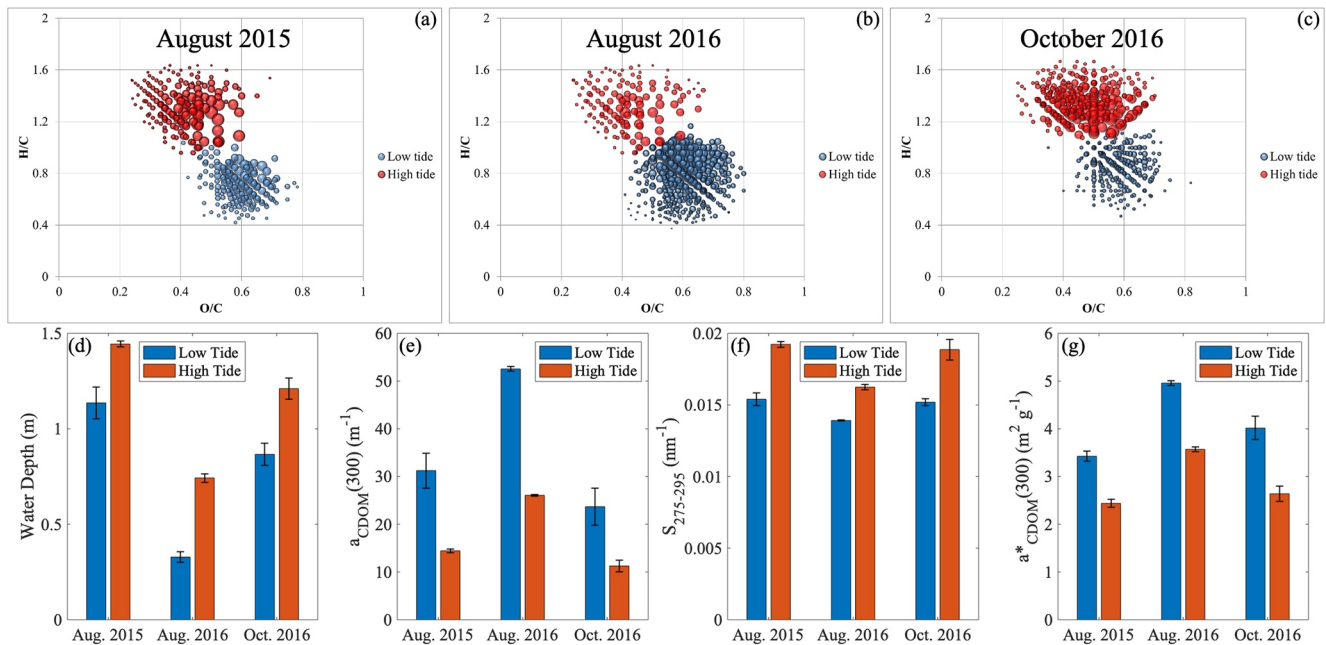 (a)
August 2015
2
1.6
1.2
0.8
0.4
0
H/C
0 0.2 0.4 0.6 0.8 1
O/C
Low tide
High tide
(b)
August 2016
2
1.6
1.2
0.8
0.4
0
H/C
0 0.2 0.4 0.6 0.8 1
O/C
Low tide
High tide
(c)
October 2016
2
1.6
1.2
0.8
0.4
0
H/C
0 0.2 0.4 0.6 0.8 1
O/C
Low tide
High tide
(d)
Low Tide
High Tide
1.5
1
0.5
0
Water Depth (m)
Aug. 2015 Aug. 2016 Oct. 2016
(e)
Low Tide
High Tide
60
50
40
30
20
10
0
aCDOM(300) (m-1)
Aug. 2015 Aug. 2016 Oct. 2016
(f)
Low Tide
High Tide
0.02
0.015
0.01
0.005
0
S275-295 (nm-1)
Aug. 2015 Aug. 2016 Oct. 2016
(g)
Low Tide
High Tide
6
5
4
3
2
1
0
a*CDOM(300) (m2 g-1)
Aug. 2015 Aug. 2016 Oct. 2016